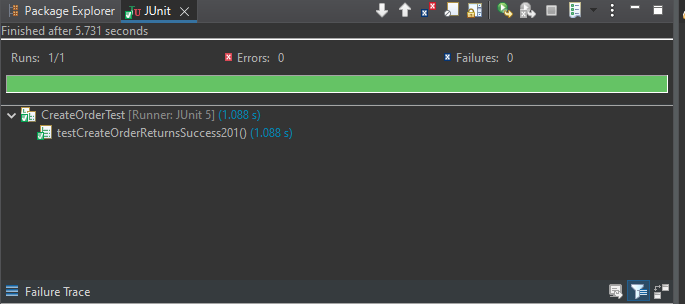 Package Explorer JUnit
Finished after 5.731 seconds
Runs: 1/1 Errors: 0 Failures: 0
CreateOrderTest [Runner: JUnit 5] (1.088 s)
testCreateOrderReturnsSuccess201() (1.088 s)
Failure Trace